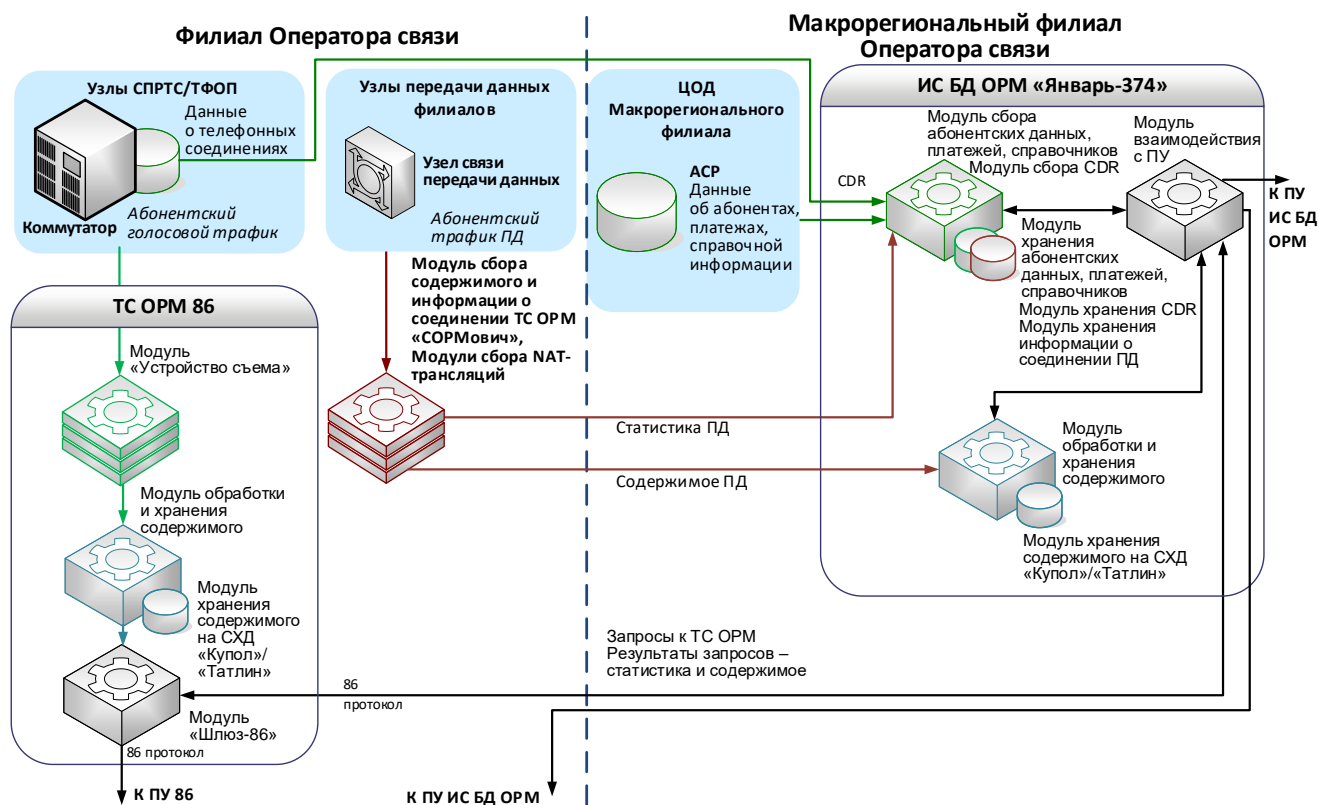 Филиал Оператора связи
Макрорегиональный филиал
Оператора связи
Узлы СПРТС/ТФОП
Данные
о телефонных
соединениях
Коммутатор
Абонентский
голосовой трафик
Узлы передачи данных
филиалов
Узел связи
передачи данных
Абонентский
трафик ПД
ЦОД
Макрорегионального
филиала
АСР
Данные
об абонентах,
платежах,
справочной
информации
CDR
ИС БД ОРМ «Январь-374»
Модуль сбора
абонентских данных,
платежей, справочников
Модуль сбора CDR
Модуль
взаимодействия
с ПУ
К ПУ
ИС БД
ОРМ
Модуль
хранения
абонентских
данных, платежей,
справочников
Модуль хранения CDR
Модуль хранения
информации о
соединении ПД
Модуль сбора
содержимого и
информации о
соединении ТС ОРМ
«СОРМович»,
Модули сбора NAT-
трансляций
ТС ОРМ 86
Модуль
«Устройство съема»
Статистика ПД
Содержимое ПД
Модуль
обработки и
хранения
содержимого
Модуль хранения
содержимого на СХД
«Купол»/«Татлин»
Модуль обработки
и хранения
содержимого
Модуль
хранения
содержимого
на СХД
«Купол»/
«Татлин»
Запросы к ТС ОРМ
Результаты запросов –
статистика и содержимое
86
протокол
Модуль
«Шлюз-86»
86 протокол
К ПУ 86
К ПУ ИС БД ОРМ